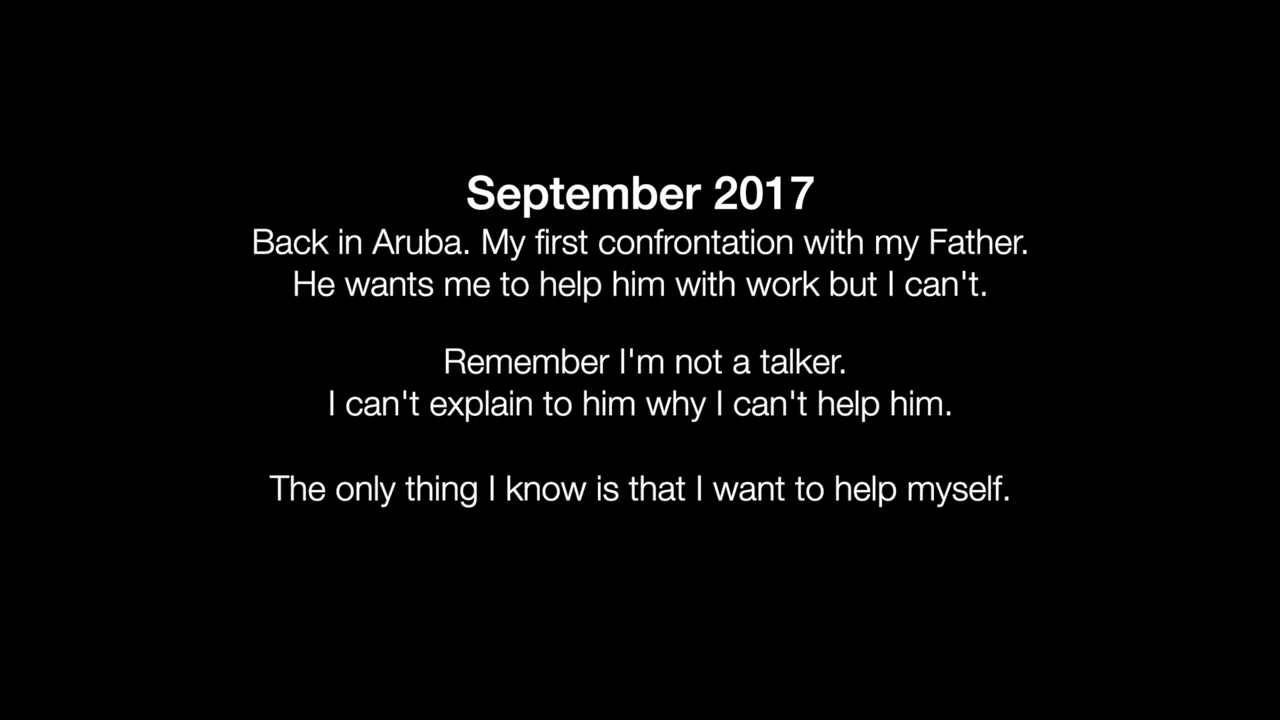 September 2017
Back in Aruba. My first confrontation with my Father.
He wants me to help him with work but I can't.
Remember I'm not a talker.
I can't explain to him why I can't help him.
The only thing I know is that I want to help myself.